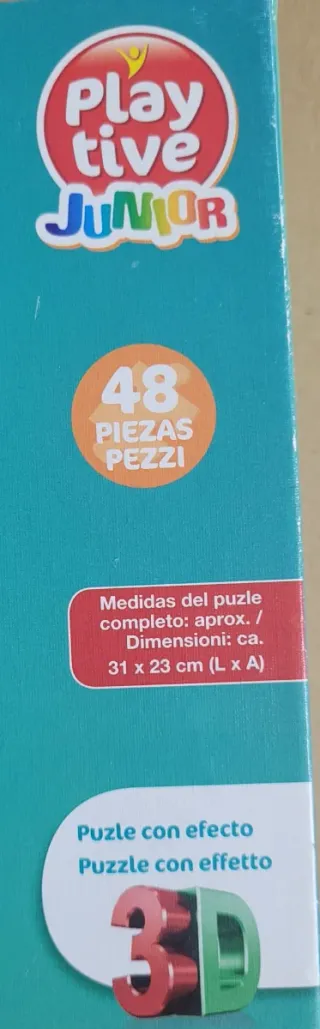 Play
tive
JUNIOR
48
PIEZAS
PEZZI
Medidas del puzle
completo: aprox. /
Dimensioni: ca.
31 x 23 cm (L x A)
Puzle con efecto
Puzzle con effetto
3D